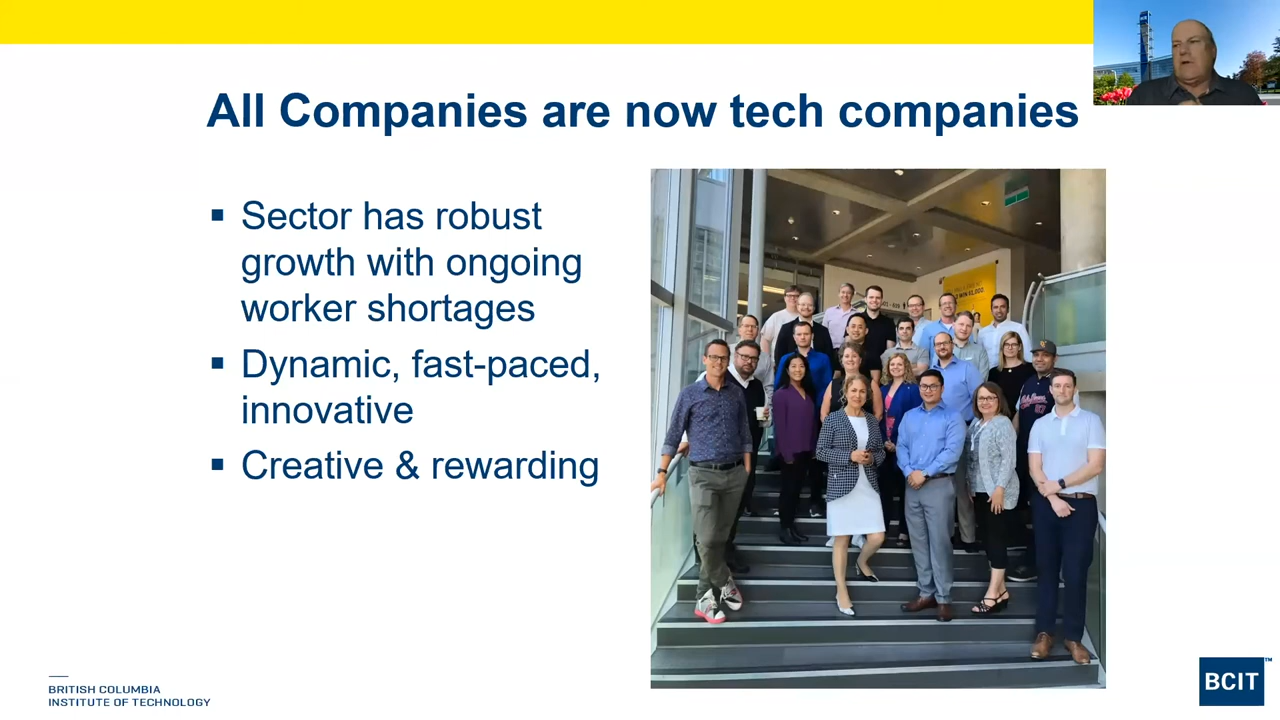 All Companies are now tech companies
▪ Sector has robust
growth with ongoing
worker shortages
▪ Dynamic, fast-paced,
innovative
▪ Creative & rewarding
BRITISH COLUMBIA
INSTITUTE OF TECHNOLOGY
BCIT™